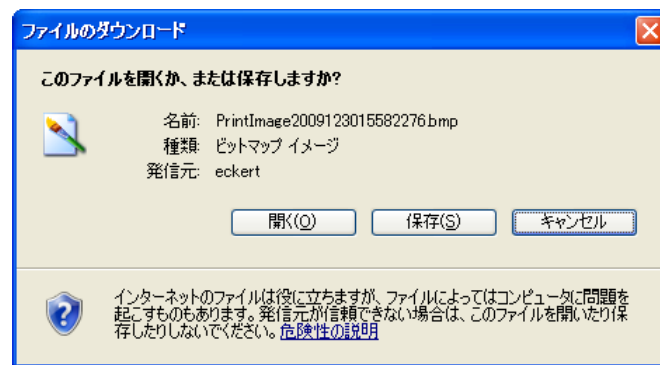 ファイルのダウンロード
このファイルを開くか、または保存しますか?
名前: PrintImage2009123015582276.bmp
種類: ビットマップ イメージ
発信元: eckert
開く(O) 保存(S) キャンセル
インターネットのファイルは役に立ちますが、ファイルによってはコンピュータに問題を
起こすものもあります。発信元が信頼できない場合は、このファイルを開いたり保
存したりしないでください。危険性の説明